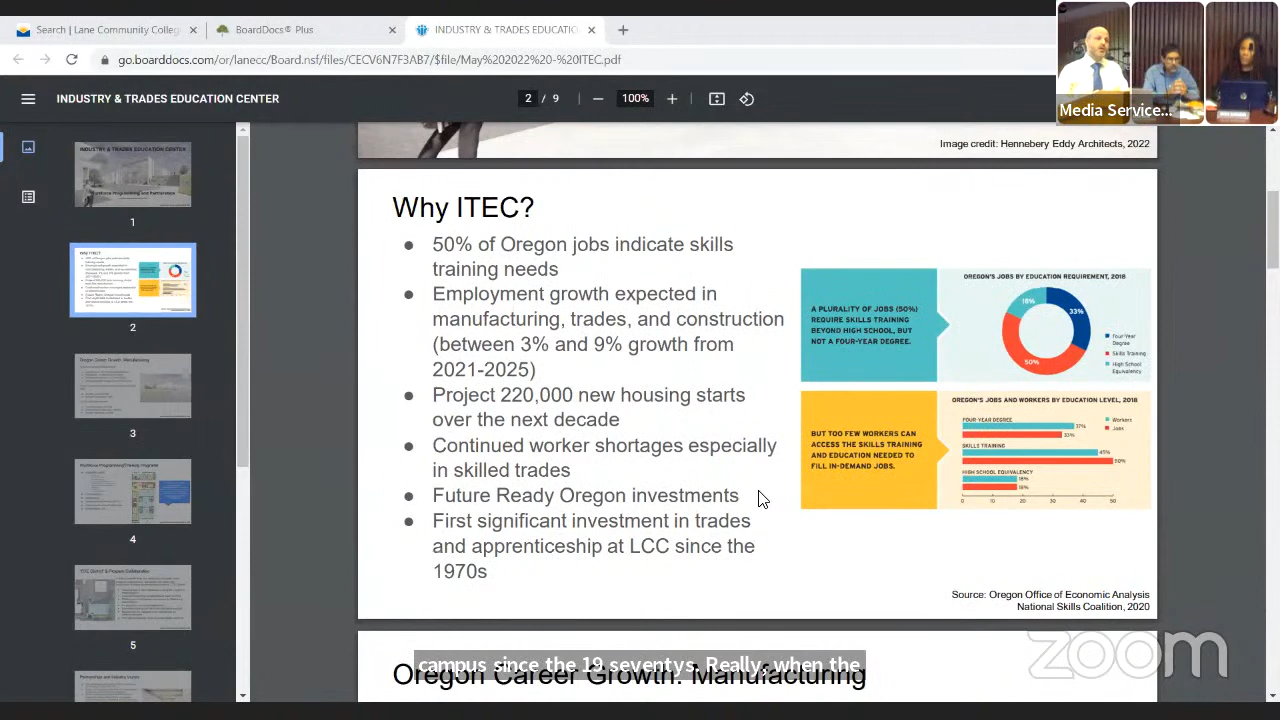 Search | Lane Community Colleg
BoardDocs® Plus
INDUSTRY & TRADES EDUCATIO
go.boarddocs.com/or/lanecc/Board.nsf/files/CECVSN7F3AB7/$file/May%202022%20-%20ITEC.pdf
INDUSTRY & TRADES EDUCATION CENTER
2 / 9
100%
Media Service...
Image credit: Hennebery Eddy Architects, 2022
INDUSTRY & TRADES EDUCATION CENTER
1
2
3
4
5
Why ITEC?
● 50% of Oregon jobs indicate skills
training needs
● Employment growth expected in
manufacturing, trades, and construction
(between 3% and 9% growth from
2021-2025)
● Project 220,000 new housing starts
over the next decade
● Continued worker shortages especially
in skilled trades
● Future Ready Oregon investments
● First significant investment in trades
and apprenticeship at LCC since the
1970s
A PLURALITY OF JOBS (50%)
REQUIRE SKILLS TRAINING
BEYOND HIGH SCHOOL, BUT
NOT A FOUR-YEAR DEGREE.
OREGON'S JOBS BY EDUCATION REQUIREMENT, 2018
18%
33%
50%
Four-Year
Degree
Skills Training
High School
Equivalency
BUT TOO FEW WORKERS CAN
ACCESS THE SKILLS TRAINING
AND EDUCATION NEEDED TO
FILL IN-DEMAND JOBS.
OREGON'S JOBS AND WORKERS BY EDUCATION LEVEL, 2018
FOUR-YEAR DEGREE
37%
33%
Workers
Jobs
SKILLS TRAINING
45%
50%
HIGH SCHOOL EQUIVALENCY
18%
18%
0 10 20 30 40 50
Source: Oregon Office of Economic Analysis
National Skills Coalition, 2020
campus since the 19 seventys. Really, when the
Oregon Career Growth: Manufacturing
zoom